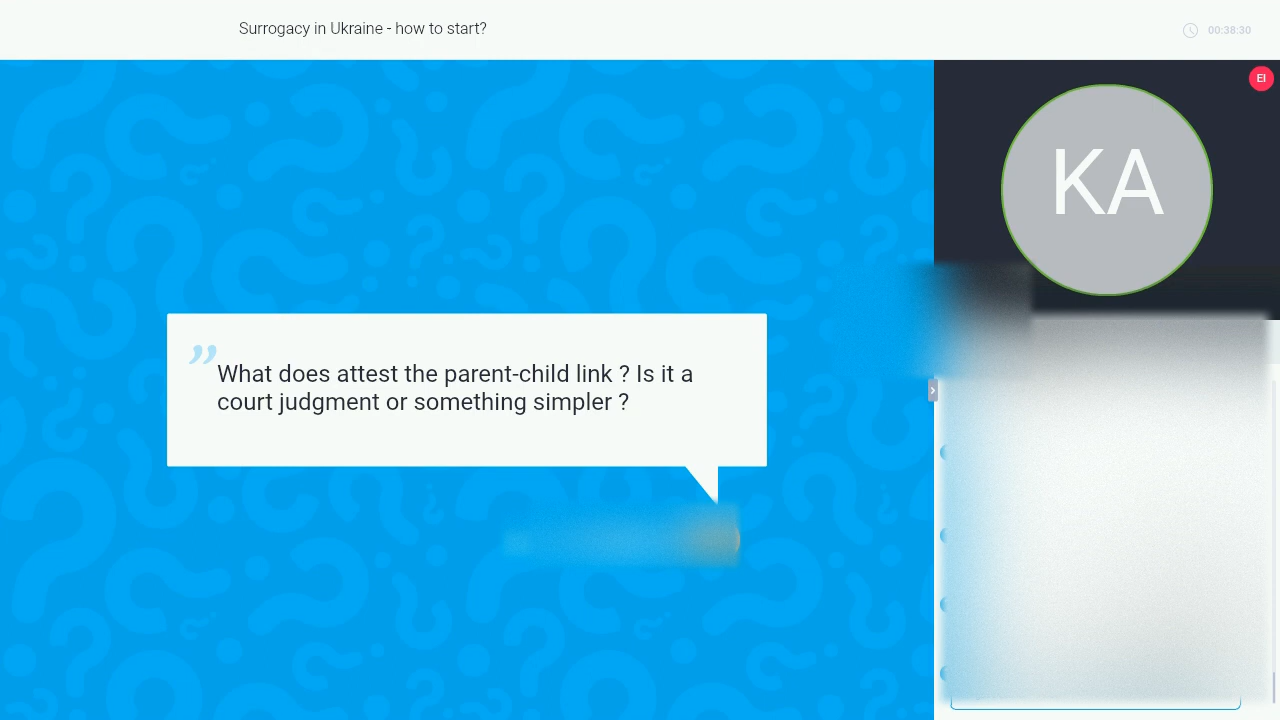 Surrogacy in Ukraine - how to start?
00:38:30
EI
KA
What does attest the parent-child link ? Is it a
court judgment or something simpler ?